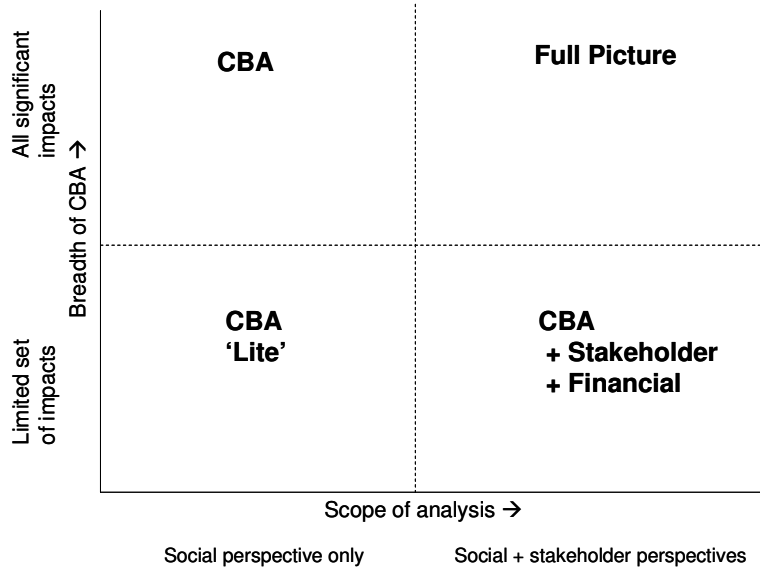 All significant
impacts
CBA
Full Picture
Breadth of CBA →
CBA
‘Lite’
CBA
+ Stakeholder
+ Financial
Limited set
of impacts
Scope of analysis →
Social perspective only
Social + stakeholder perspectives